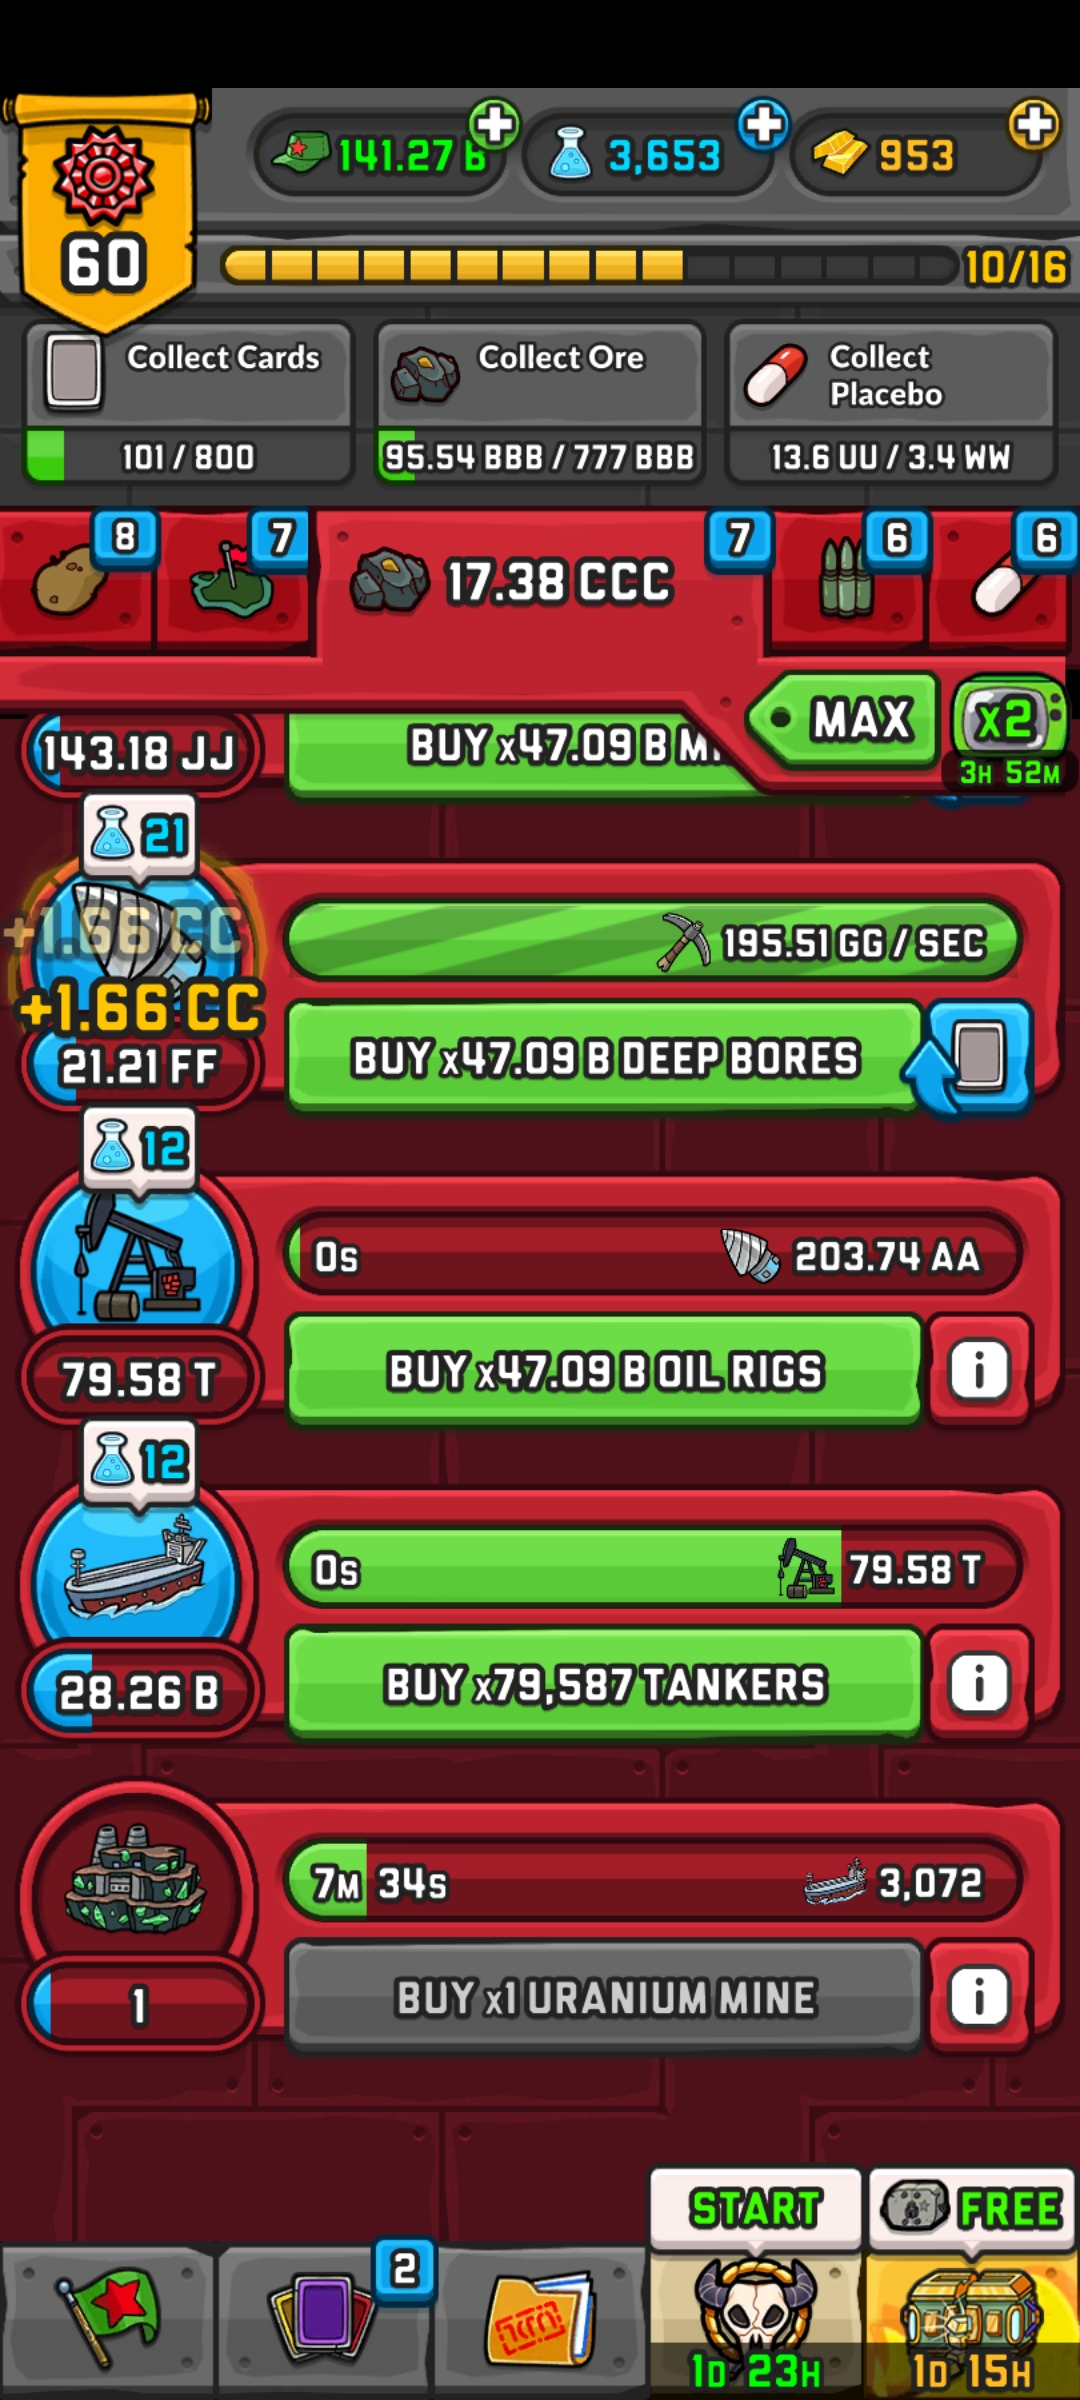 141.27 B
3,653
953
60
10/16
Collect Cards
101 / 800
Collect Ore
95.54 BBB / 777 BBB
Collect
Placebo
13.6 UU / 3.4 WW
8
7
17.38 CCC
7
6
6
MAX
x2
3H 52M
143.18 JJ
BUY x47.09 B
21
+1.66 CC
+1.66 CC
21.21 FF
195.51 GG / SEC
BUY x47.09 B DEEP BORES
12
0s
203.74 AA
79.58 T
BUY x47.09 B OIL RIGS
12
0s
79.58 T
28.26 B
BUY x79,587 TANKERS
7M 34s
3,072
1
BUY x1 URANIUM MINE
START
FREE
2
1D 23H
1D 15H